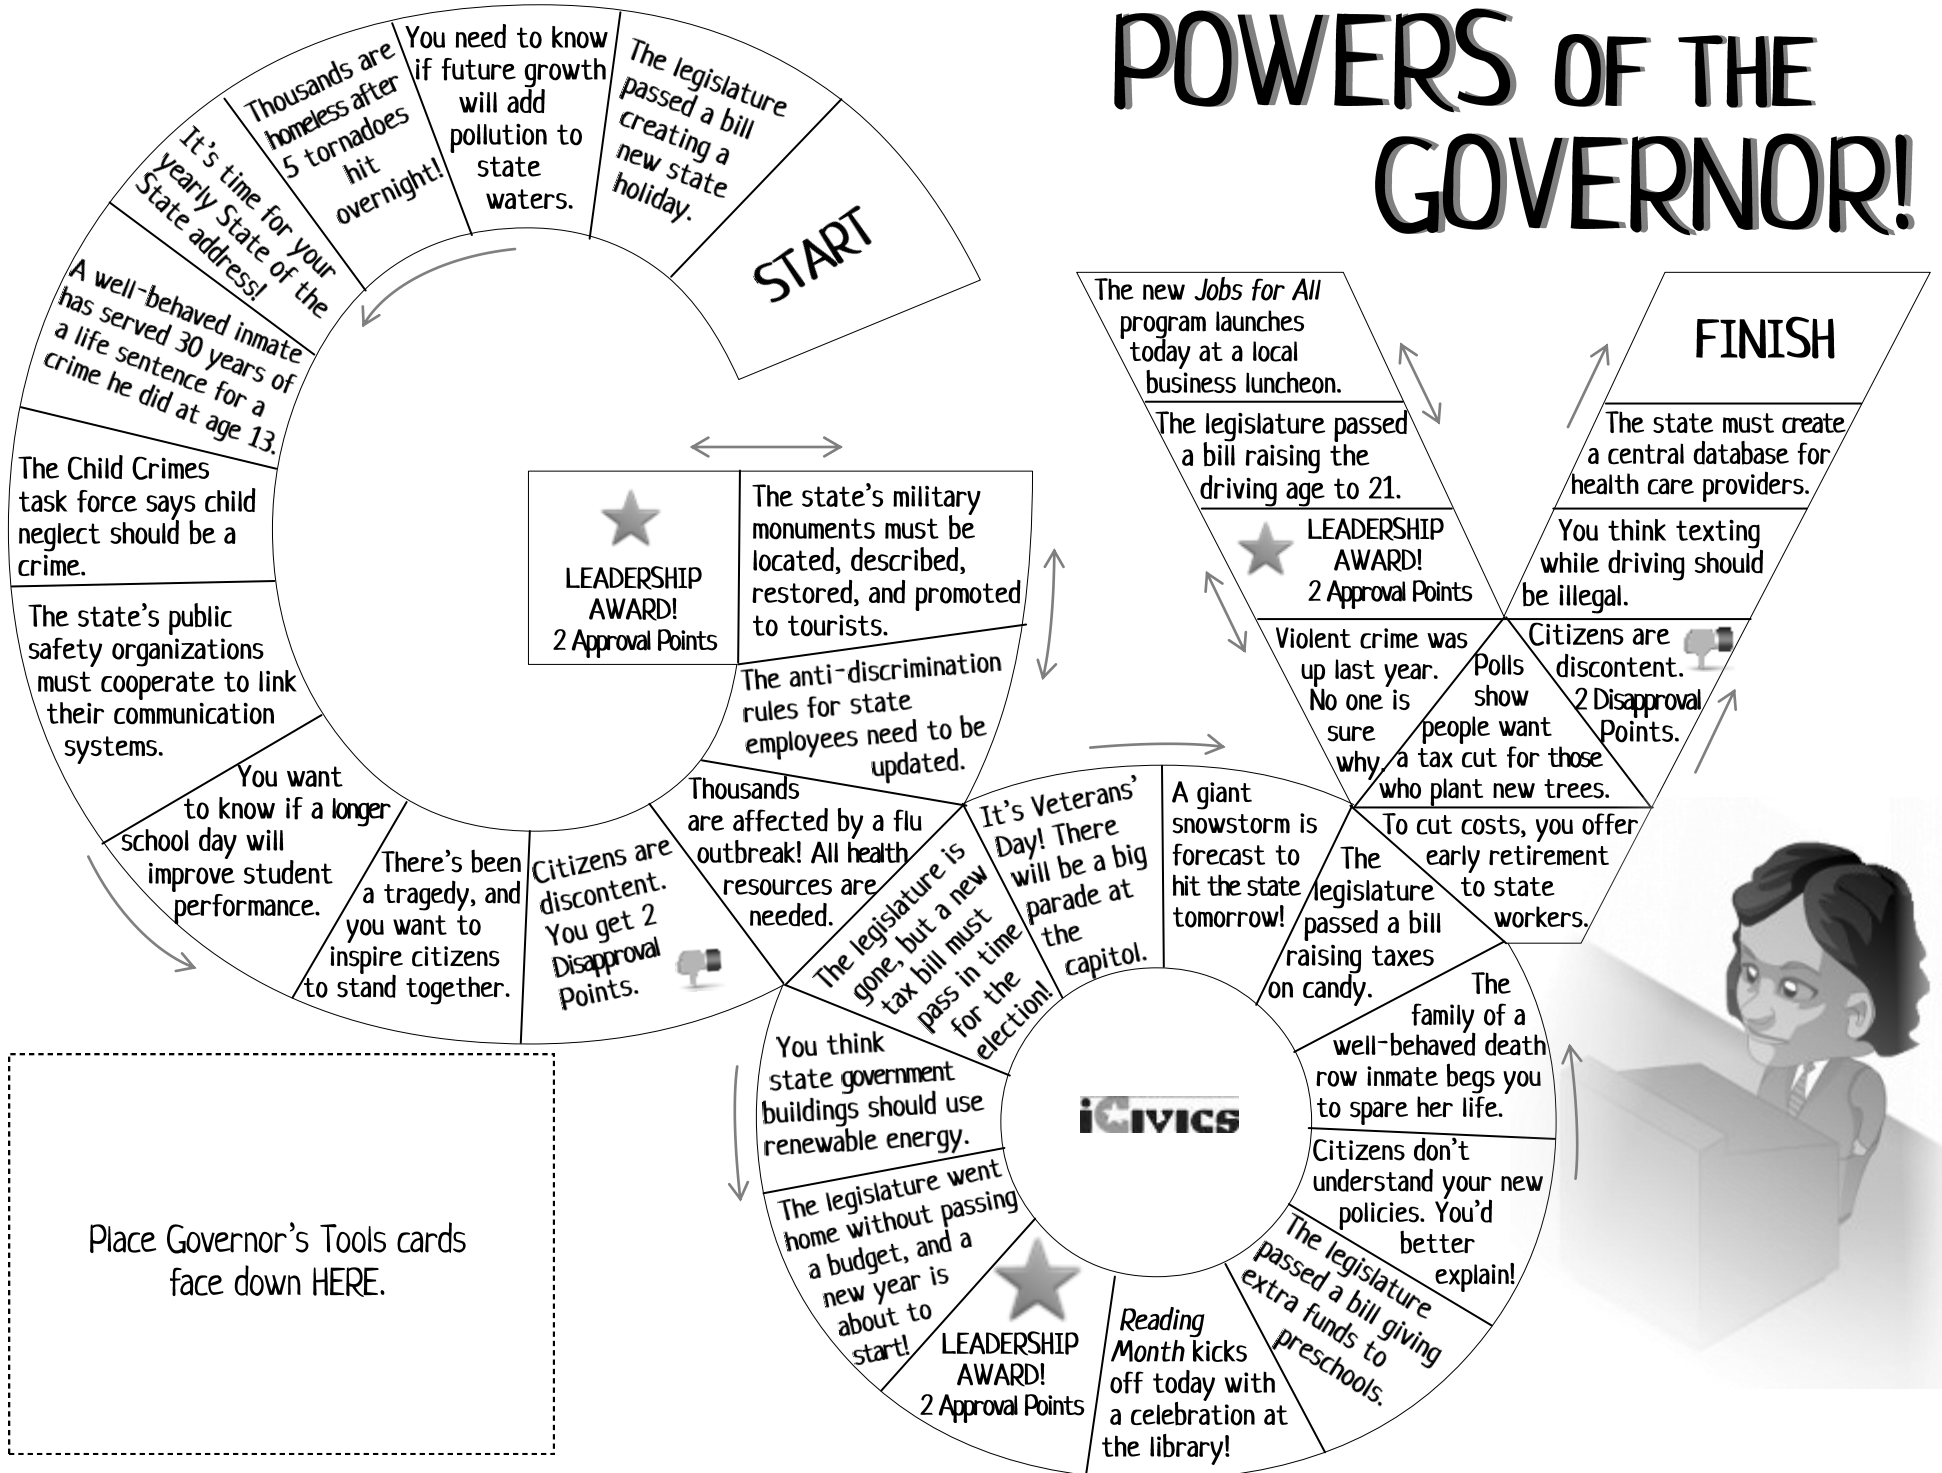 POWERS OF THE
GOVERNOR!
START
The legislature
passed a bill
creating a
new state
holiday.
You need to know
if future growth
will add
pollution to
state
waters.
Thousands are
homeless after
5 tornadoes
hit
overnight!
It's time for your
yearly State of the
State address!
A well-behaved inmate
has served 30 years of
a life sentence for a
crime he did at age 13.
The Child Crimes
task force says child
neglect should be a
crime.
The state's public
safety organizations
must cooperate to link
their communication
systems.
You want
to know if a longer
school day will
improve student
performance.
There's been
a tragedy, and
you want to
inspire citizens
to stand together.
Citizens are
discontent.
You get 2
Disapproval
Points.
Thousands
are affected by a flu
outbreak! All health
resources are
needed.
The anti-discrimination
rules for state
employees need to be
updated.
The state's military
monuments must be
located, described,
restored, and promoted
to tourists.
LEADERSHIP
AWARD!
2 Approval Points
The legislature is
gone, but a new
tax bill must
pass in time
for the
election!
You think
state government
buildings should use
renewable energy.
The legislature went
home without passing
a budget, and a
new year is
about to
start!
LEADERSHIP
AWARD!
2 Approval Points
Reading
Month kicks
off today with
a celebration at
the library!
The legislature
passed a bill giving
extra funds to
preschools.
Citizens don't
understand your new
policies. You'd
better
explain!
The
family of a
well-behaved death
row inmate begs you
to spare her life.
The
legislature
passed a bill
raising taxes
on candy.
A giant
snowstorm is
forecast to
hit the state
tomorrow!
It's Veterans'
Day! There
will be a big
parade at
the
capitol.
iCivics
Violent crime was
up last year.
No one is
sure
why.
LEADERSHIP
AWARD!
2 Approval Points
The legislature passed
a bill raising the
driving age to 21.
The new Jobs for All
program launches
today at a local
business luncheon.
Polls
show
people want
a tax cut for those
who plant new trees.
To cut costs, you offer
early retirement
to state
workers.
Citizens are
discontent.
2 Disapproval
Points.
You think texting
while driving should
be illegal.
The state must create
a central database for
health care providers.
FINISH
Place Governor's Tools cards
face down HERE.